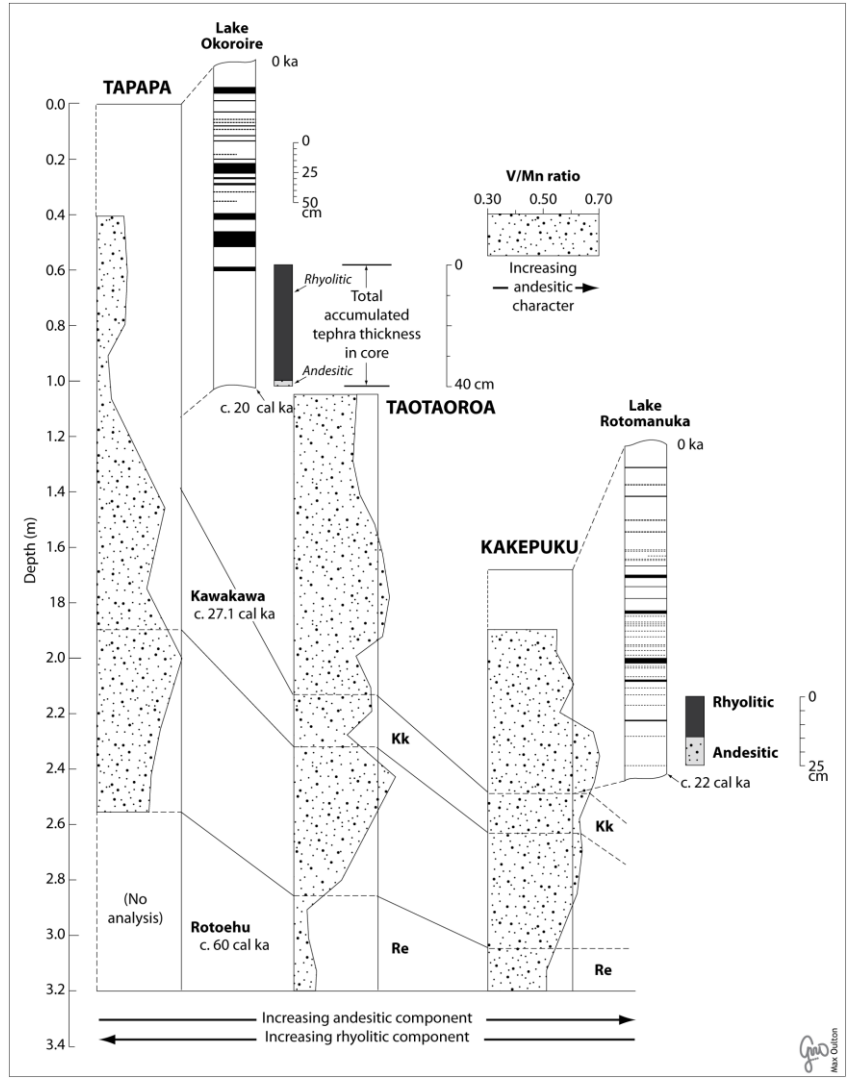 Lake
Okoroire
0 ka
TAPAPA
0.0
0.2
0.4
0.6
0.8
1.0
1.2
1.4
1.6
18
2.0
2.2
2.4
2.6
2.8
3.0
3.2
3.4
Depth (m)
0
25
50
cm
V/Mn ratio
0.30 0.50 0.70
Increasing
andesitic
character
Rhyolitic
Total
accumulated
tephra thickness
in core
Andesitic
0
40 cm
c. 20 cal ka
TAOTAOROA
Lake
Rotomanuka
0 ka
KAKEPUKU
Kawakawa
c. 27.1 cal ka
Kk
Rhyolitic
Andesitic
0
25
cm
c. 22 cal ka
Kk
(No
analysis)
Rotoehu
c. 60 cal ka
Re
Re
Increasing andesitic component
Increasing rhyolitic component
Max Oulton